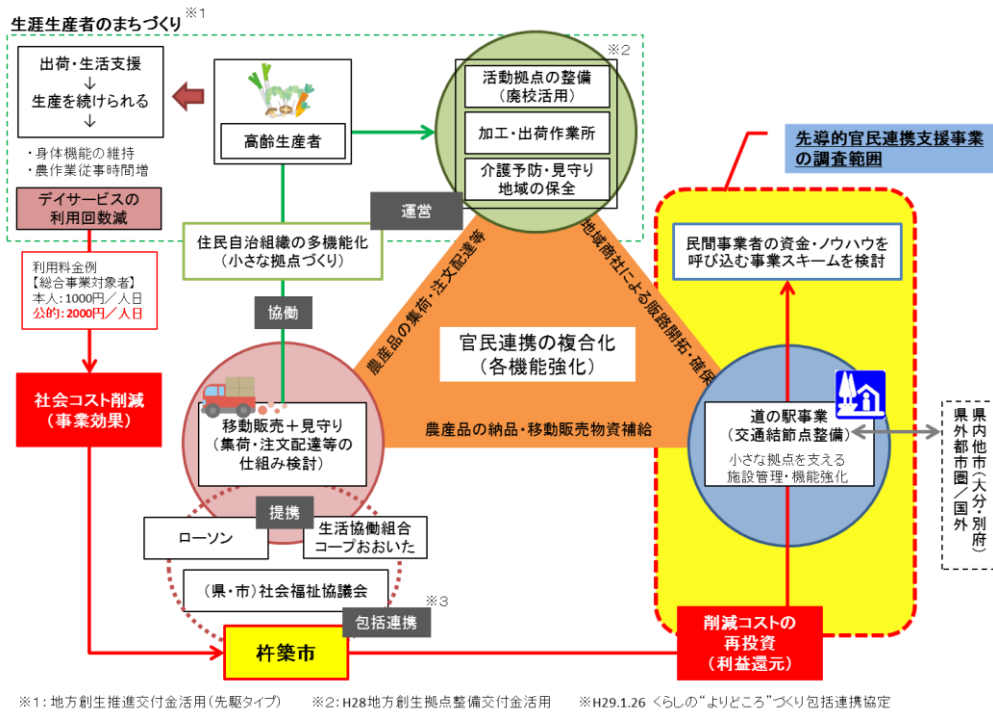 生涯生産者のまちづくり※1
出荷・生活支援
↓
生産を続けられる
↓
・身体機能の維持
・農作業従事時間増
デイサービスの
利用回数減
利用料金例
【総合事業対象者】
本人：1000円／人日
公的：2000円／人日
社会コスト削減
（事業効果）
高齢生産者
※2
活動拠点の整備
（廃校活用）
加工・出荷作業所
介護予防・見守り
地域の保全
運営
住民自治組織の多機能化
（小さな拠点づくり）
協働
農産品の集荷・注文配達等
地域商社による販路開拓・確保
官民連携の複合化
（各機能強化）
農産品の納品・移動販売物資補給
移動販売＋見守り
（集荷・注文配達等の
仕組み検討）
提携
ローソン
生活協働組合
コープおおいた
（県・市）社会福祉協議会
包括連携
※3
杵築市
先導的官民連携支援事業
の調査範囲
民間事業者の資金・ノウハウを
呼び込む事業スキームを検討
道の駅事業
（交通結節点整備）
小さな拠点を支える
施設管理・機能強化
県内他市（大分・別府）
県外都市圏／国外
削減コストの
再投資
（利益還元）
※1：地方創生推進交付金活用（先駆タイプ）　※2：H28地方創生拠点整備交付金活用　※H29.1.26 くらしの“よりどころ”づくり包括連携協定